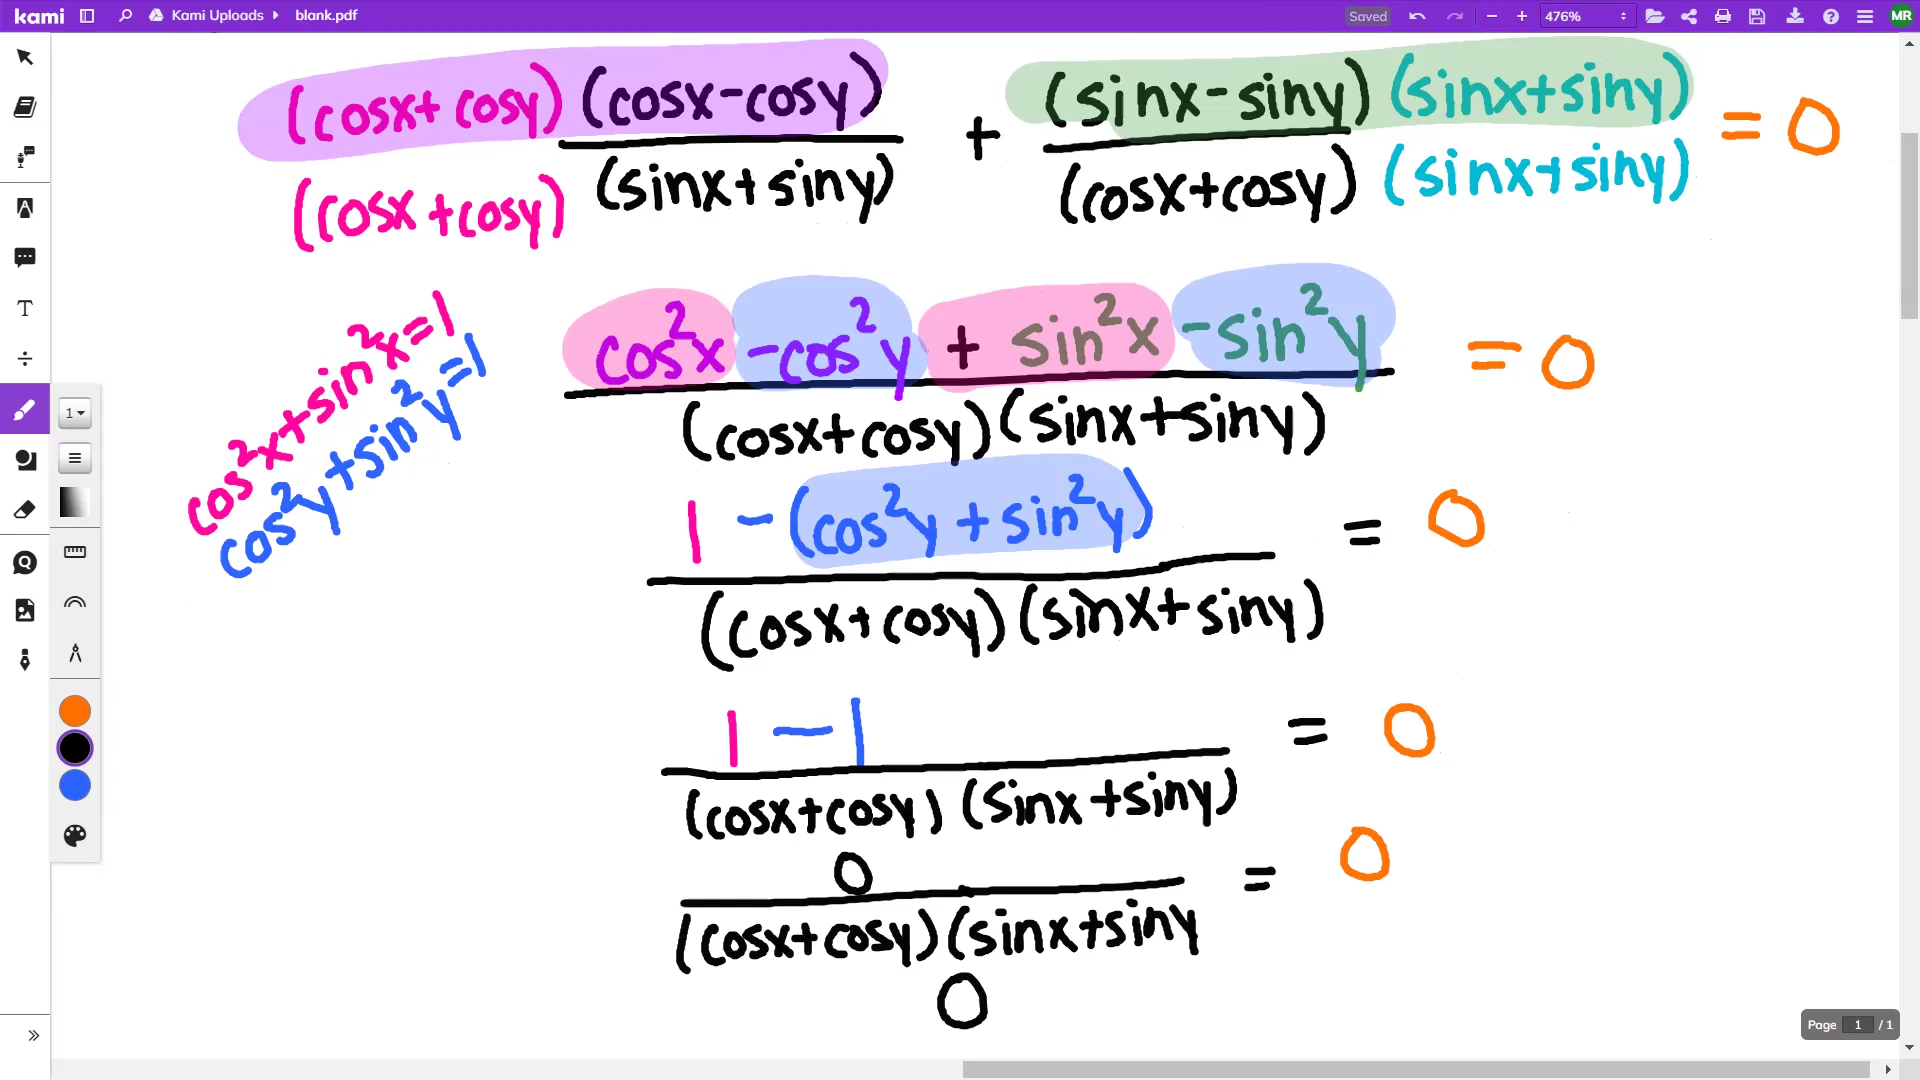 kami Kami Uploads blank.pdf Saved 476% MR
(cosx+cosy) (cosx-cosy) + (sinx-siny) (sinx+siny) = 0
(cosx+cosy) (sinx+siny) (cosx+cosy) (sinx+siny)
cos²x+sin²x=1
cos²y+sin²y=1
cos²x -cos²y + sin²x -sin²y = 0
(cosx+cosy)(sinx+siny)
1 - (cos²y + sin²y) = 0
(cosx+cosy)(sinx+siny)
1 - 1 = 0
(cosx+cosy)(sinx+siny)
0 = 0
(cosx+cosy)(sinx+siny
0
1
Page 1 / 1